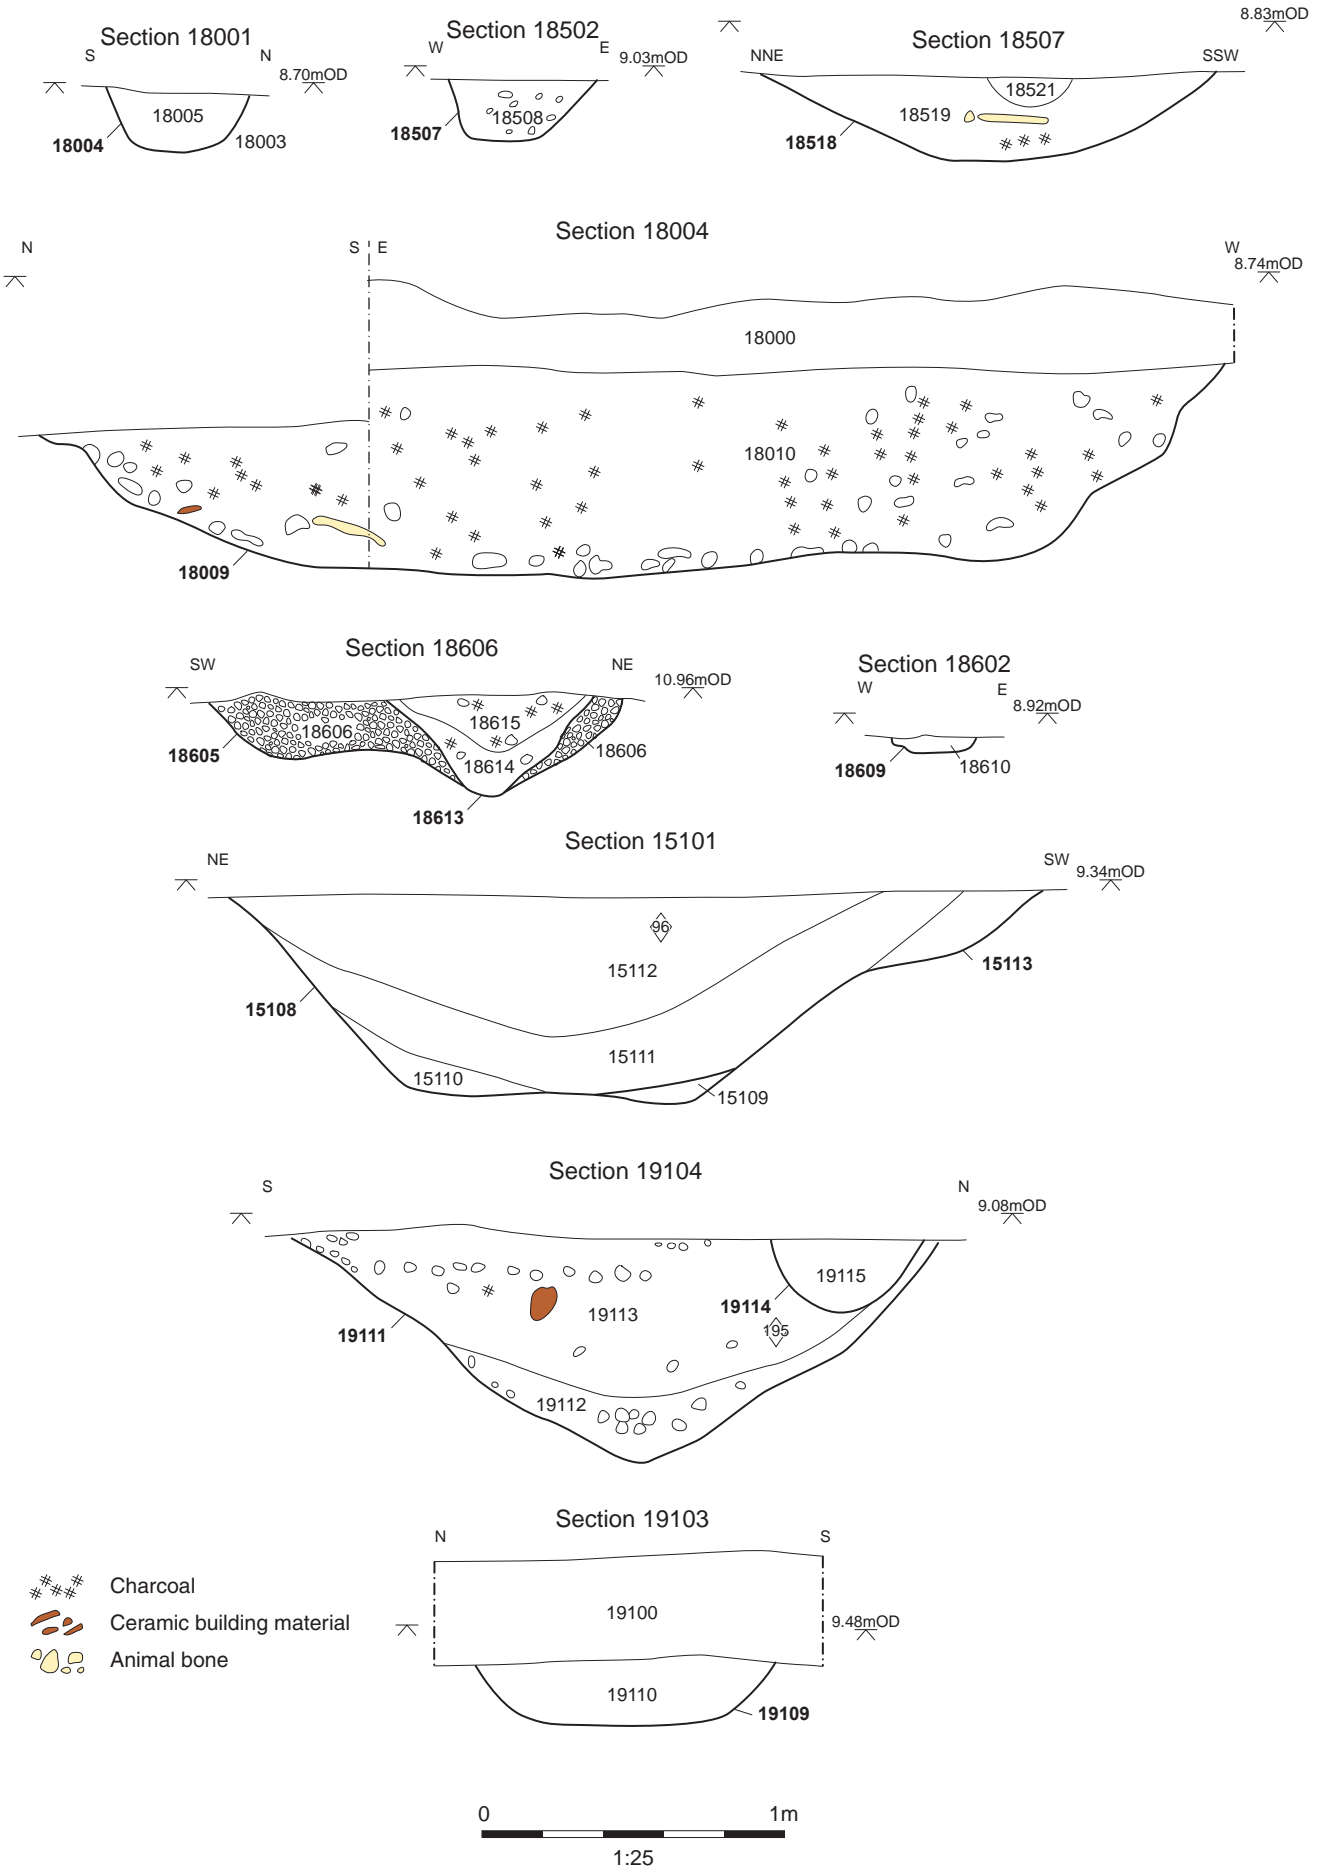 Section 18001
S
N
8.70mOD
18005
18004
18003
Section 18502
W
E
9.03mOD
18508
18507
Section 18507
8.83mOD
NNE
SSW
18521
18519
18518
Section 18004
N
S
E
W
8.74mOD
18000
18010
18009
Section 18606
SW
NE
10.96mOD
18615
18606
18614
18606
18605
18613
Section 18602
W
E
8.92mOD
18609
18610
Section 15101
NE
SW
9.34mOD
96
15112
15113
15108
15111
15110
15109
Section 19104
S
N
9.08mOD
19115
19114
19113
195
19111
19112
Section 19103
N
S
19100
9.48mOD
19110
19109
Charcoal
Ceramic building material
Animal bone
0
1m
1:25